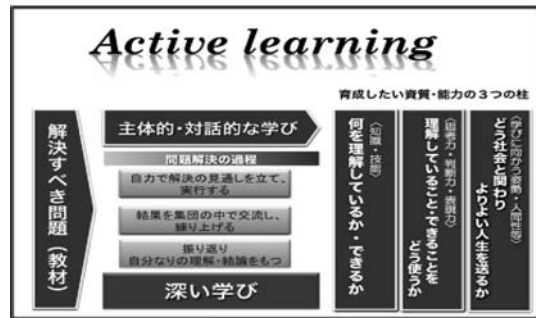 Active learning
育成したい資質・能力の3つの柱
解決すべき問題（教材）
主体的・対話的な学び
問題解決の過程
自力で解決の見通しを立て、
実行する
結果を集団の中で交流し、
練り上げる
振り返り
自分なりの理解・結論をもつ
深い学び
〈知識・技能〉
何を理解しているか・できるか
〈思考力・判断力・表現力〉
理解していること・できることを
どう使うか
〈学びに向かう姿勢・人間性等〉
どう社会と関わり
よりよい人生を送るか